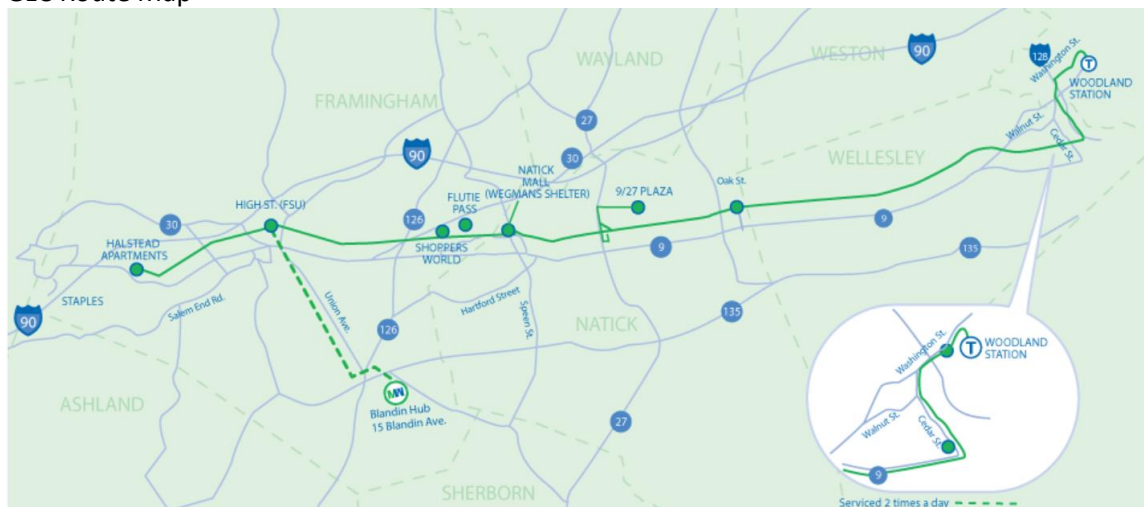 WAYLAND
WESTON
90
128
Washington St.
T
WOODLAND
STATION
FRAMINGHAM
27
90
30
Walnut St.
Cedar St.
NATICK
MALL
(WEGMANS SHELTER)
WELLESLEY
FLUTIE
PASS
9/27 PLAZA
Oak St.
HIGH ST. (FSU)
30
126
9
HALSTEAD
APARTMENTS
SHOPPERS
WORLD
9
135
STAPLES
Salem End Rd.
Union Ave.
Hartford Street
Speen St.
90
126
NATICK
135
Washington St.
T
WOODLAND
STATION
ASHLAND
MW
Blandin Hub
15 Blandin Ave.
27
Walnut St.
Cedar St.
9
SHERBORN
Serviced 2 times a day